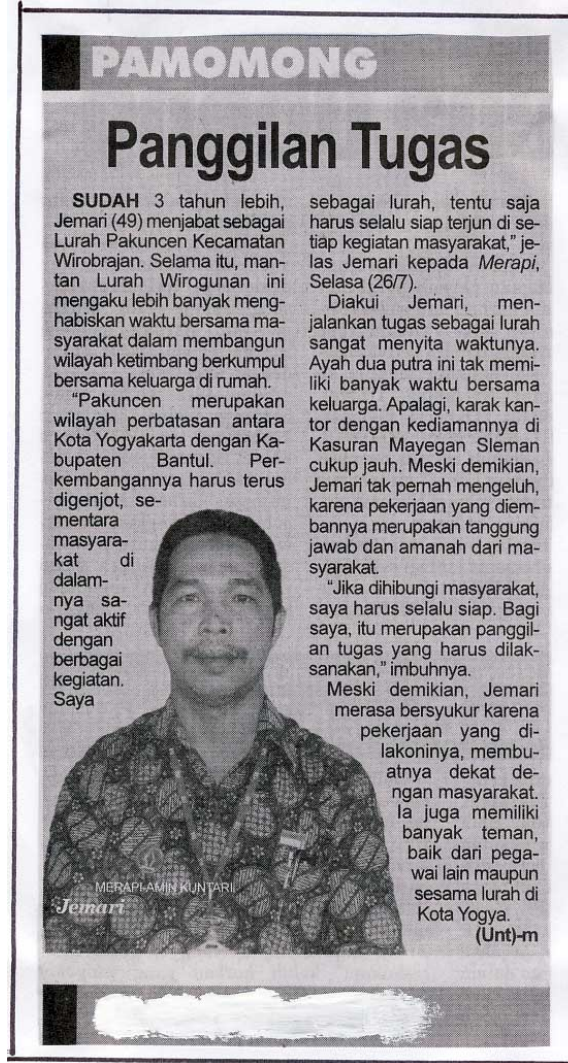 PAMOMONG
Panggilan Tugas
SUDAH 3 tahun lebih,
Jemari (49) menjabat sebagai
Lurah Pakuncen Kecamatan
Wirobrajan. Selama itu, man-
tan Lurah Wirogunan ini
mengaku lebih banyak meng-
habiskan waktu bersama ma-
syarakat dalam membangun
wilayah ketimbang berkumpul
bersama keluarga di rumah.
“Pakuncen merupakan
wilayah perbatasan antara
Kota Yogyakarta dengan Ka-
bupaten Bantul. Per-
kembangannya harus terus
digenjot, se-
mentara
masyara-
kat di
dalam-
nya sa-
ngat aktif
dengan
berbagai
kegiatan.
Saya
sebagai lurah, tentu saja
harus selalu siap terjun di se-
tiap kegiatan masyarakat,” je-
las Jemari kepada Merapi,
Selasa (26/7).
Diakui Jemari, men-
jalankan tugas sebagai lurah
sangat menyita waktunya.
Ayah dua putra ini tak memi-
liki banyak waktu bersama
keluarga. Apalagi, karak kan-
tor dengan kediamannya di
Kasuran Mayegan Sleman
cukup jauh. Meski demikian,
Jemari tak pernah mengeluh,
karena pekerjaan yang diem-
bannya merupakan tanggung
jawab dan amanah dari ma-
syarakat.
“Jika dihibungi masyarakat,
saya harus selalu siap. Bagi
saya, itu merupakan panggil-
an tugas yang harus dilak-
sanakan,” imbuhnya.
Meski demikian, Jemari
merasa bersyukur karena
pekerjaan yang di-
lakoninya, membu-
atnya dekat de-
ngan masyarakat.
Ia juga memiliki
banyak teman,
baik dari pega-
wai lain maupun
sesama lurah di
Kota Yogya.
(Unt)-m
MERAPI-AMIN KUNTARI
Jemari